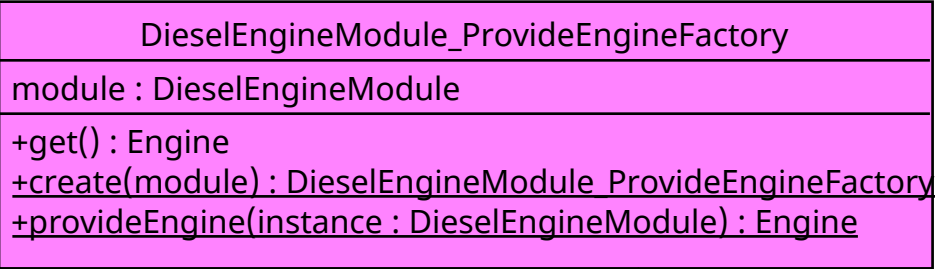 DieselEngineModule_ProvideEngineFactory
module : DieselEngineModule
+get() : Engine
+create(module) : DieselEngineModule_ProvideEngineFactory
+provideEngine(instance : DieselEngineModule) : Engine